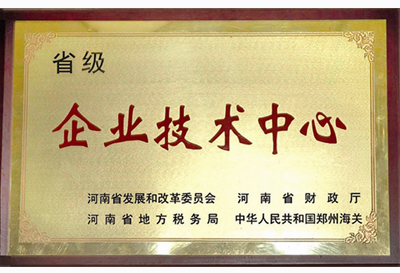 省级
企业技术中心
河南省发展和改革委员会 河南省财政厅
河南省地方税务局 中华人民共和国郑州海关